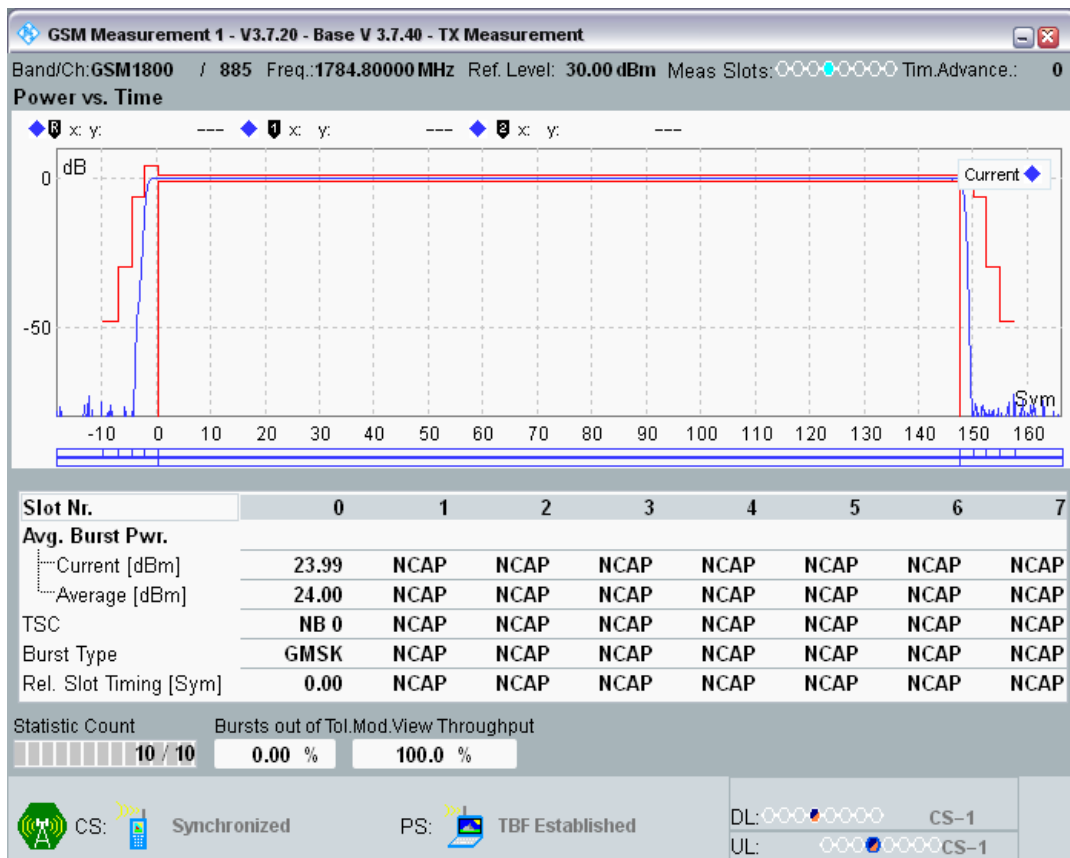 GSM Measurement 1 - V3.7.20 - Base V 3.7.40 - TX Measurement
Band/Ch:GSM1800 / 885 Freq.:1784.80000 MHz Ref. Level: 30.00 dBm Meas Slots: Tim.Advance.: 0
Power vs. Time
R x: y: --- 1 x: y: --- 2 x: y: ---
dB
Current
0
-50
Sym
-10 0 10 20 30 40 50 60 70 80 90 100 110 120 130 140 150 160
Slot Nr. 0 1 2 3 4 5 6 7
Avg. Burst Pwr.
Current [dBm] 23.99 NCAP NCAP NCAP NCAP NCAP NCAP NCAP
Average [dBm] 24.00 NCAP NCAP NCAP NCAP NCAP NCAP NCAP
TSC NB 0 NCAP NCAP NCAP NCAP NCAP NCAP NCAP
Burst Type GMSK NCAP NCAP NCAP NCAP NCAP NCAP NCAP
Rel. Slot Timing [Sym] 0.00 NCAP NCAP NCAP NCAP NCAP NCAP NCAP
Statistic Count Bursts out of Tol.Mod.View Throughput
10 / 10 0.00 % 100.0 %
CS: Synchronized PS: TBF Established
DL: CS-1
UL: CS-1